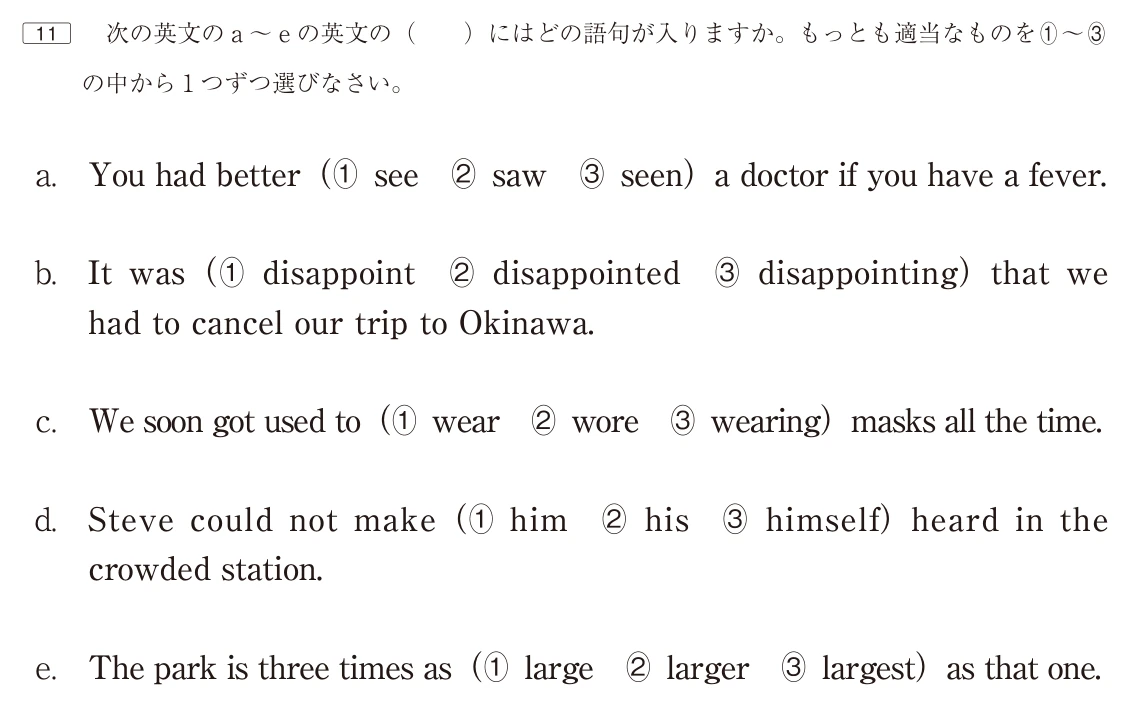 11　次の英文のａ～ｅの英文の（　　）にはどの語句が入りますか。もっとも適当なものを①～③
の中から１つずつ選びなさい。
a. You had better（① see　② saw　③ seen）a doctor if you have a fever.
b. It was（① disappoint　② disappointed　③ disappointing）that we
had to cancel our trip to Okinawa.
c. We soon got used to（① wear　② wore　③ wearing）masks all the time.
d. Steve could not make（① him　② his　③ himself）heard in the
crowded station.
e. The park is three times as（① large　② larger　③ largest）as that one.